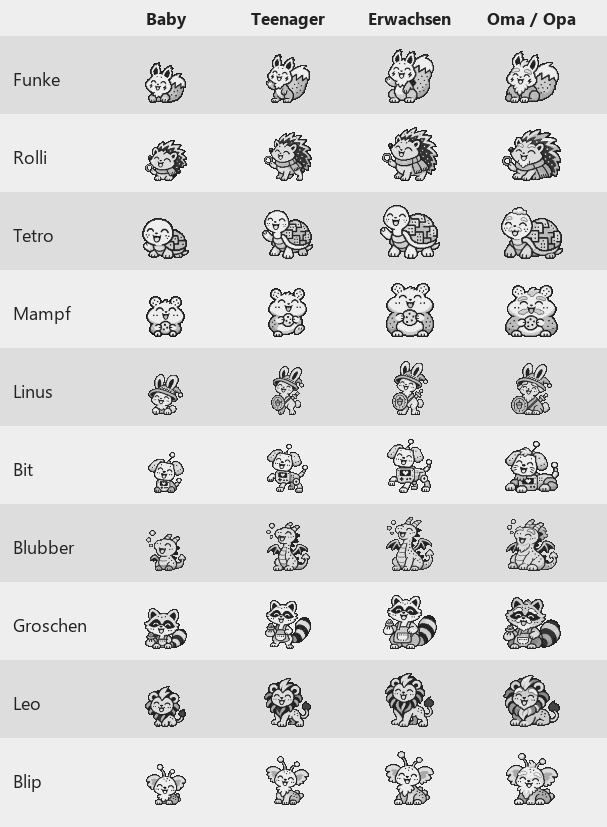 Baby Teenager Erwachsen Oma / Opa
Funke
Rolli
Tetro
Mampf
Linus
Bit
Blubber
Groschen
Leo
Blip